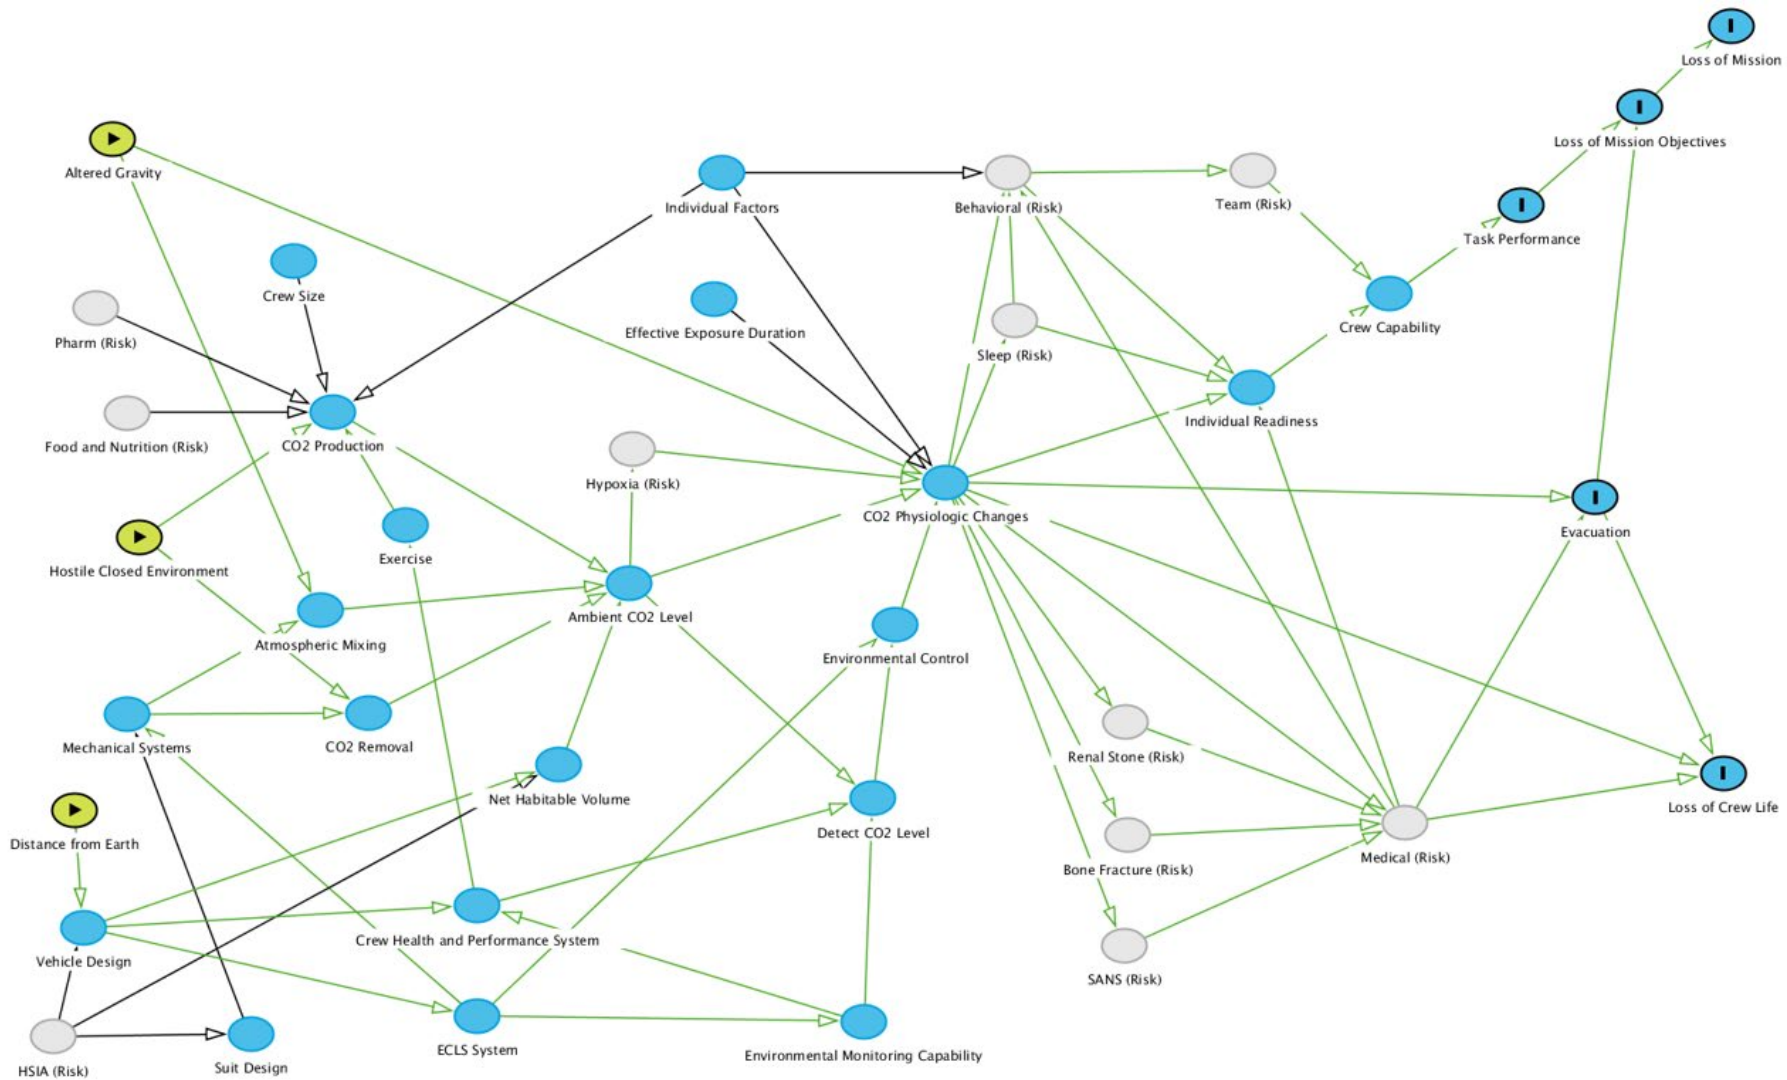 Loss of Mission
Loss of Mission Objectives
Altered Gravity
Individual Factors
Behavioral (Risk)
Team (Risk)
Task Performance
Crew Size
Pharm (Risk)
Effective Exposure Duration
Crew Capability
Sleep (Risk)
Food and Nutrition (Risk)
CO2 Production
Individual Readiness
Hypoxia (Risk)
CO2 Physiologic Changes
Evacuation
Hostile Closed Environment
Exercise
Atmospheric Mixing
Ambient CO2 Level
Environmental Control
Mechanical Systems
CO2 Removal
Renal Stone (Risk)
Net Habitable Volume
Loss of Crew Life
Distance from Earth
Detect CO2 Level
Medical (Risk)
Bone Fracture (Risk)
Vehicle Design
Crew Health and Performance System
SANS (Risk)
HSIA (Risk)
Suit Design
ECLS System
Environmental Monitoring Capability